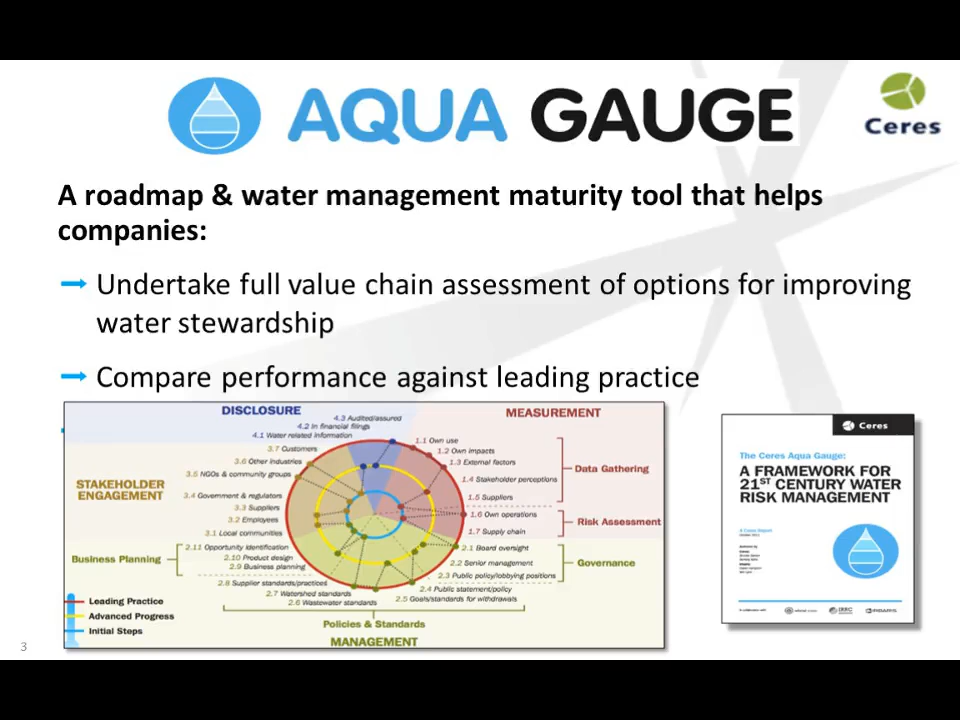 AQUA GAUGE
Ceres
A roadmap & water management maturity tool that helps
companies:
Undertake full value chain assessment of options for improving
water stewardship
Compare performance against leading practice
DISCLOSURE
MEASUREMENT
4.3 Audited/assured
4.2 In financial filings
4.1 Water related information
3.7 Customers
3.6 Other industries
3.5 NGOs & community groups
STAKEHOLDER
ENGAGEMENT
3.4 Government & regulators
3.3 Suppliers
3.2 Employees
3.1 Local communities
1.1 Own use
1.2 Own impacts
1.3 External factors
1.4 Stakeholder perceptions
1.5 Suppliers
Data Gathering
1.6 Own operations
1.7 Supply chain
Risk Assessment
2.1 Board oversight
2.2 Senior management
2.3 Public policy/lobbying positions
Governance
2.11 Opportunity identification
2.10 Product design
2.9 Business planning
Business Planning
2.8 Supplier standards/practices
2.7 Watershed standards
2.6 Wastewater standards
2.4 Public statement/policy
2.5 Goals/standards for withdrawals
Policies & Standards
MANAGEMENT
Leading Practice
Advanced Progress
Initial Steps
Ceres
The Ceres Aqua Gauge:
A FRAMEWORK FOR
21ST CENTURY WATER
RISK MANAGEMENT
3